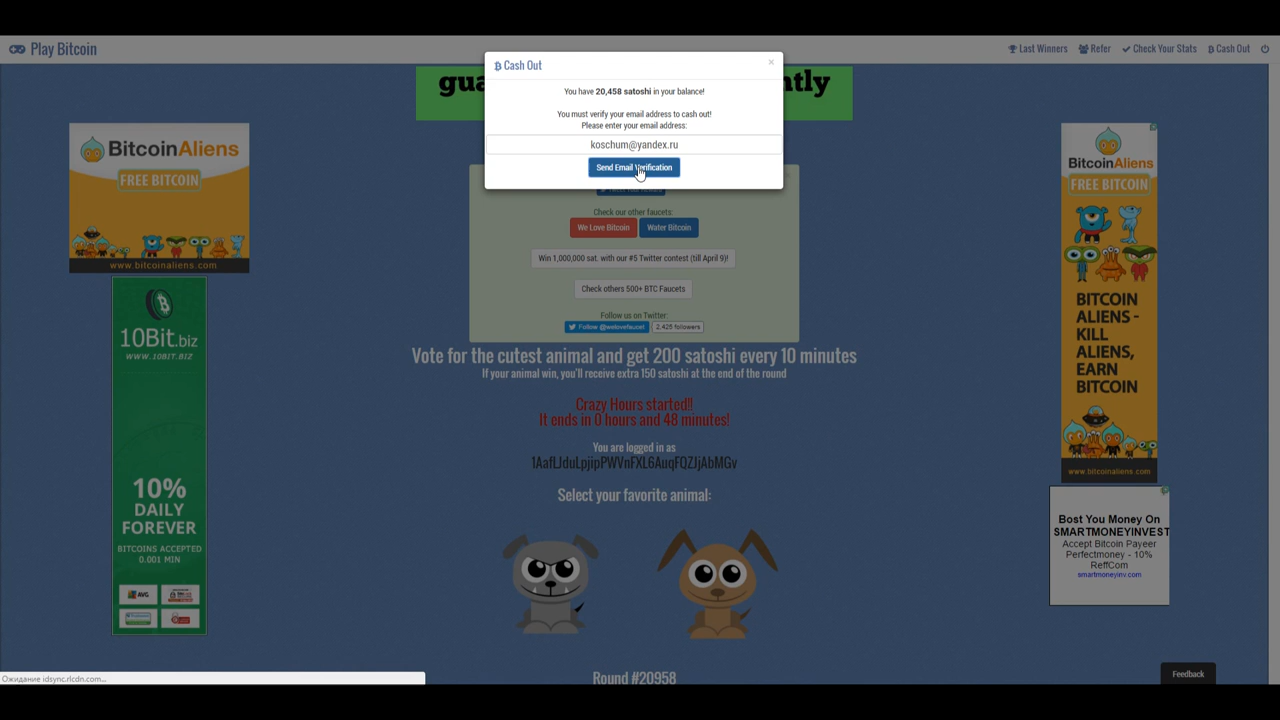 Play Bitcoin
Last Winners
Refer
Check Your Stats
Cash Out
Cash Out
×
You have 20,458 satoshi in your balance!
You must verify your email address to cash out!
Please enter your email address:
koschum@yandex.ru
Send Email Verification
BitcoinAliens
FREE BITCOIN
www.bitcoinaliens.com
10Bit.biz
WWW.10BIT.BIZ
10%
DAILY
FOREVER
BITCOINS ACCEPTED
0.001 MIN
AVG
Check our other faucets:
We Love Bitcoin
Water Bitcoin
Win 1,000,000 sat. with our #5 Twitter contest (till April 9)!
Check others 500+ BTC Faucets
Follow us on Twitter:
Follow @welovefaucet
2,425 followers
Vote for the cutest animal and get 200 satoshi every 10 minutes
If your animal win, you'll receive extra 150 satoshi at the end of the round
Crazy Hours started!!
It ends in 0 hours and 48 minutes!
You are logged in as
Select your favorite animal:
Round #20958
BitcoinAliens
FREE BITCOIN
BITCOIN
ALIENS -
KILL
ALIENS,
EARN
BITCOIN
www.bitcoinaliens.com
Bost You Money On
SMARTMONEYINVEST
Accept Bitcoin Payeer
Perfectmoney - 10%
ReffCom
smartmoneyinv.com
Feedback
Ожидание idsync.rlcdn.com...